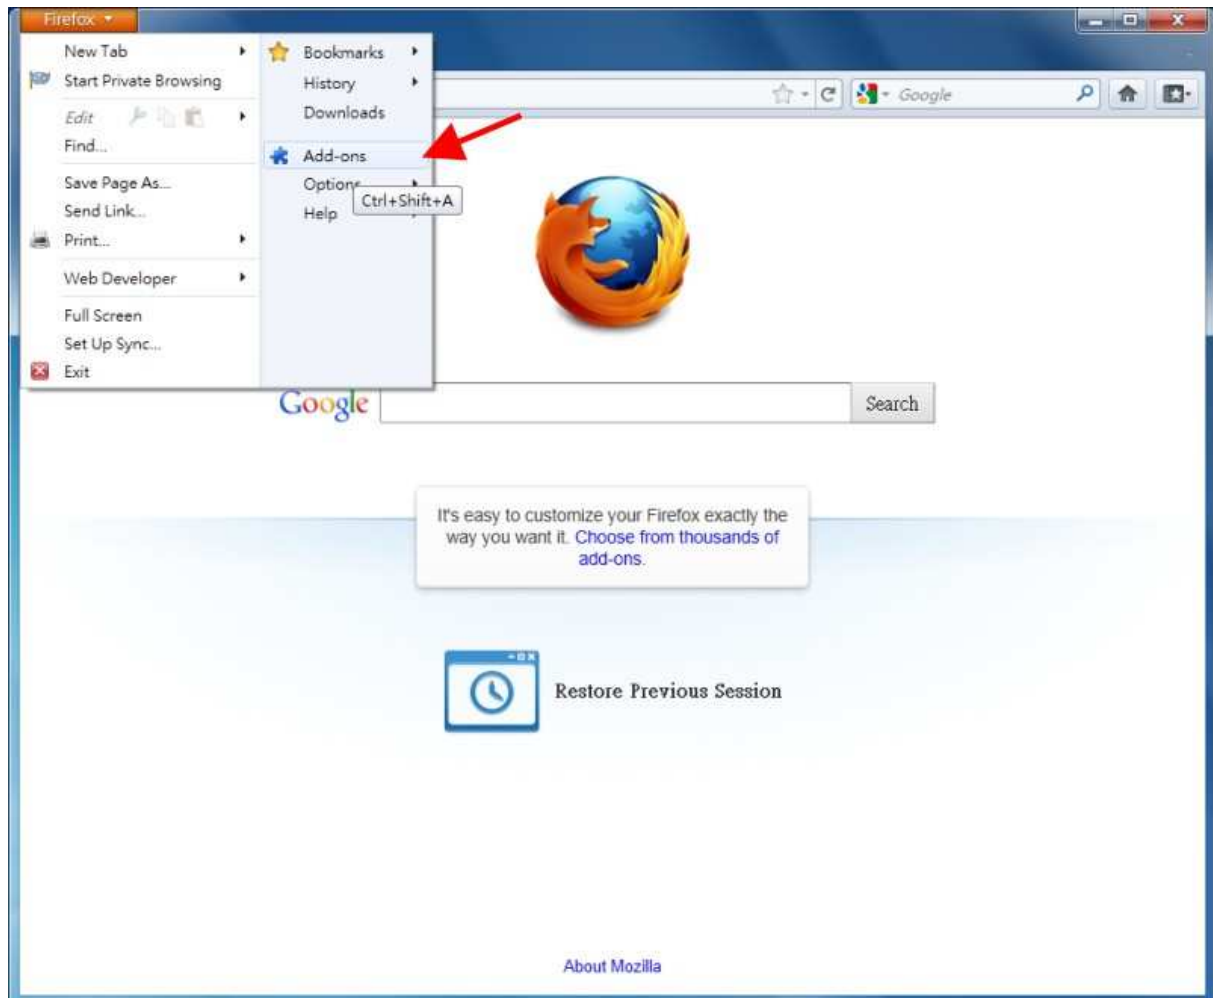 Firefox
New Tab
Start Private Browsing
Edit
Find...
Save Page As...
Send Link...
Print...
Web Developer
Full Screen
Set Up Sync...
Exit
Bookmarks
History
Downloads
Add-ons
Options
Ctrl+Shift+A
Help
Google
Google
Search
It's easy to customize your Firefox exactly the
way you want it. Choose from thousands of
add-ons.
Restore Previous Session
About Mozilla